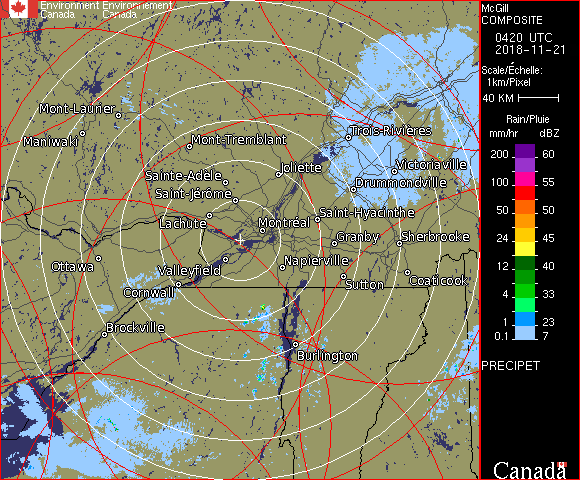 Environment Environnement
Canada Canada
McGill
COMPOSITE
0420 UTC
2018-11-21
Scale/Échelle:
1km/Pixel
40 KM
Rain/Pluie
mm/hr dBZ
200 60
100 55
50 50
24 45
12 40
4 33
1 23
0.1 7
PRECIPET
Canada
Mont-Laurier
Maniwaki
Mont-Tremblant
Trois-Rivières
Sainte-Adèle
Joliette
Victoriaville
Saint-Jérôme
Drummondville
Lachute
Montréal
Saint-Hyacinthe
Granby
Sherbrooke
Ottawa
Valleyfield
Napierville
Cornwall
Sutton
Coaticook
Brockville
Burlington